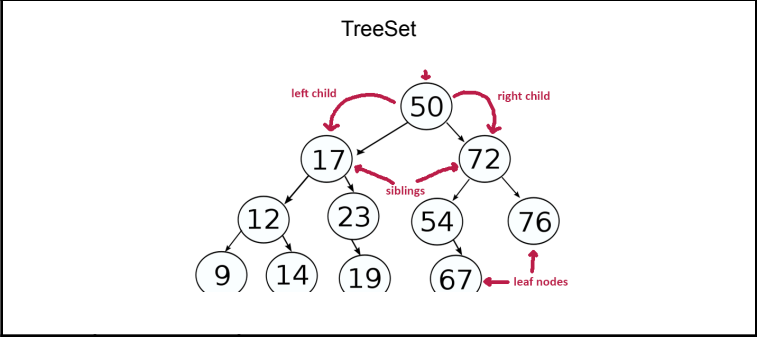 TreeSet
left child
50
right child
17
72
siblings
12
23
54
76
9
14
19
67
leaf nodes